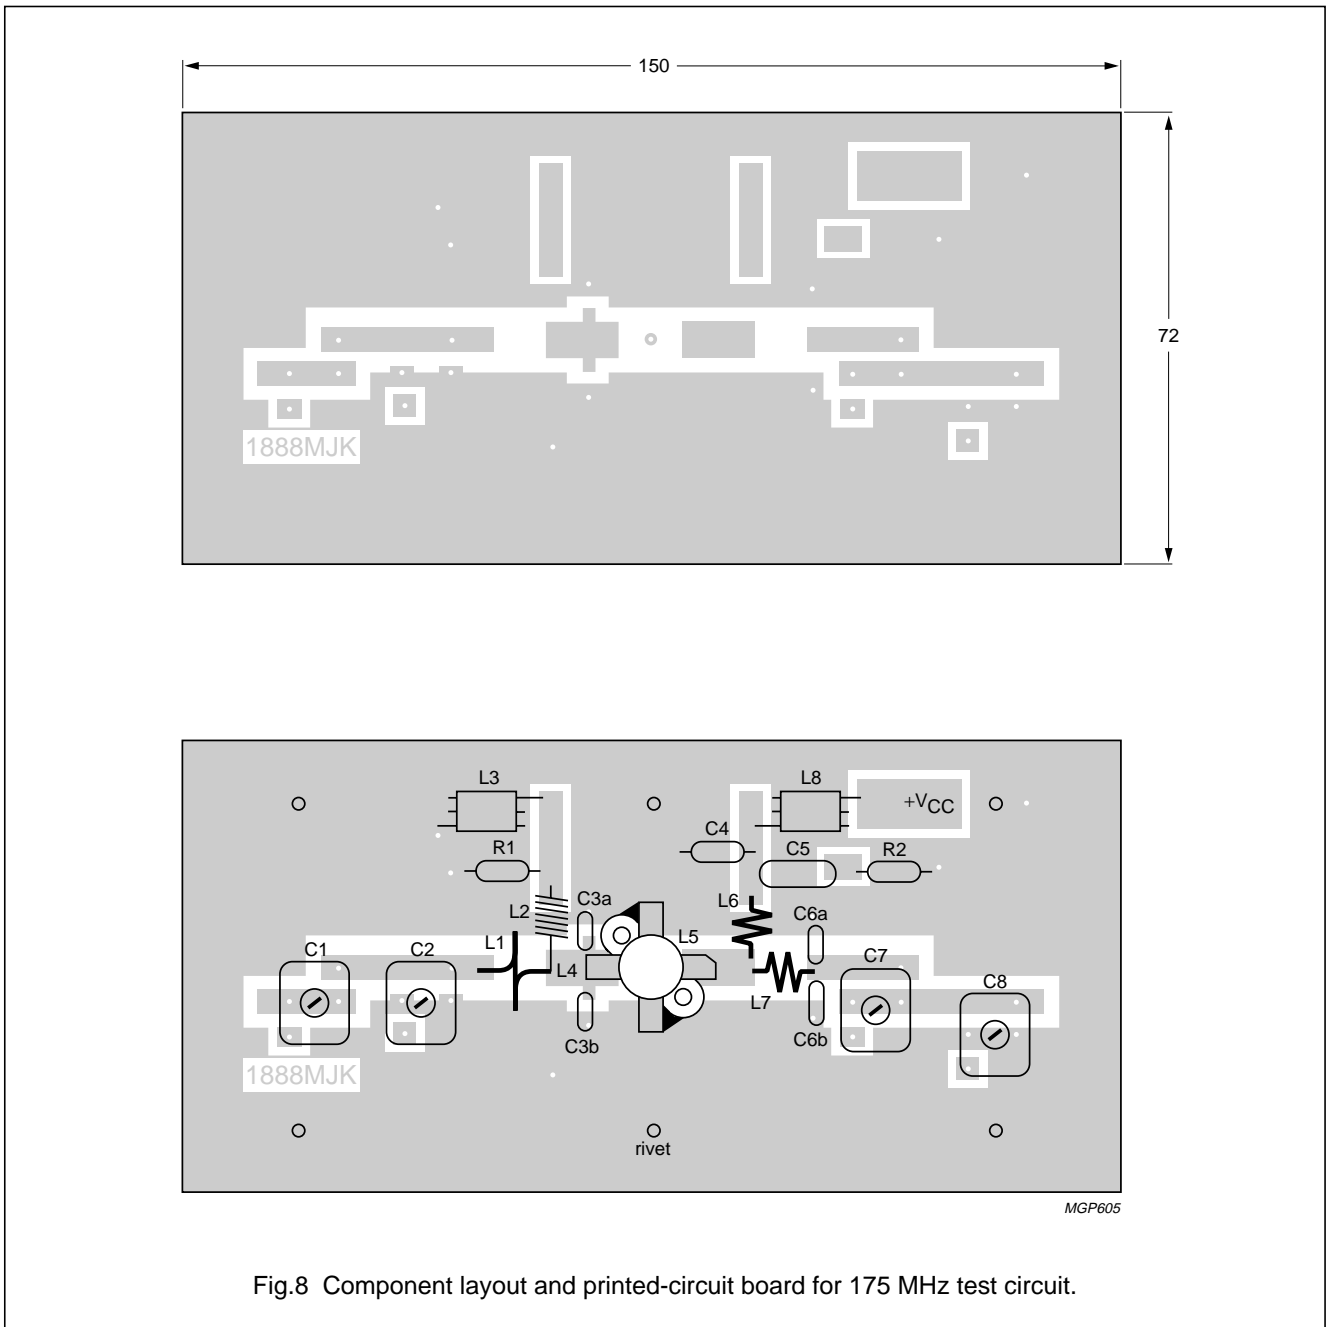 150
72
1888MJK
L3
L8
+VCC
C4
R1
C5
R2
L6
L2
C3a
C6a
L1
L5
C1
C2
C7
L4
C8
L7
C3b
C6b
1888MJK
rivet
MGP605
Fig.8 Component layout and printed-circuit board for 175 MHz test circuit.